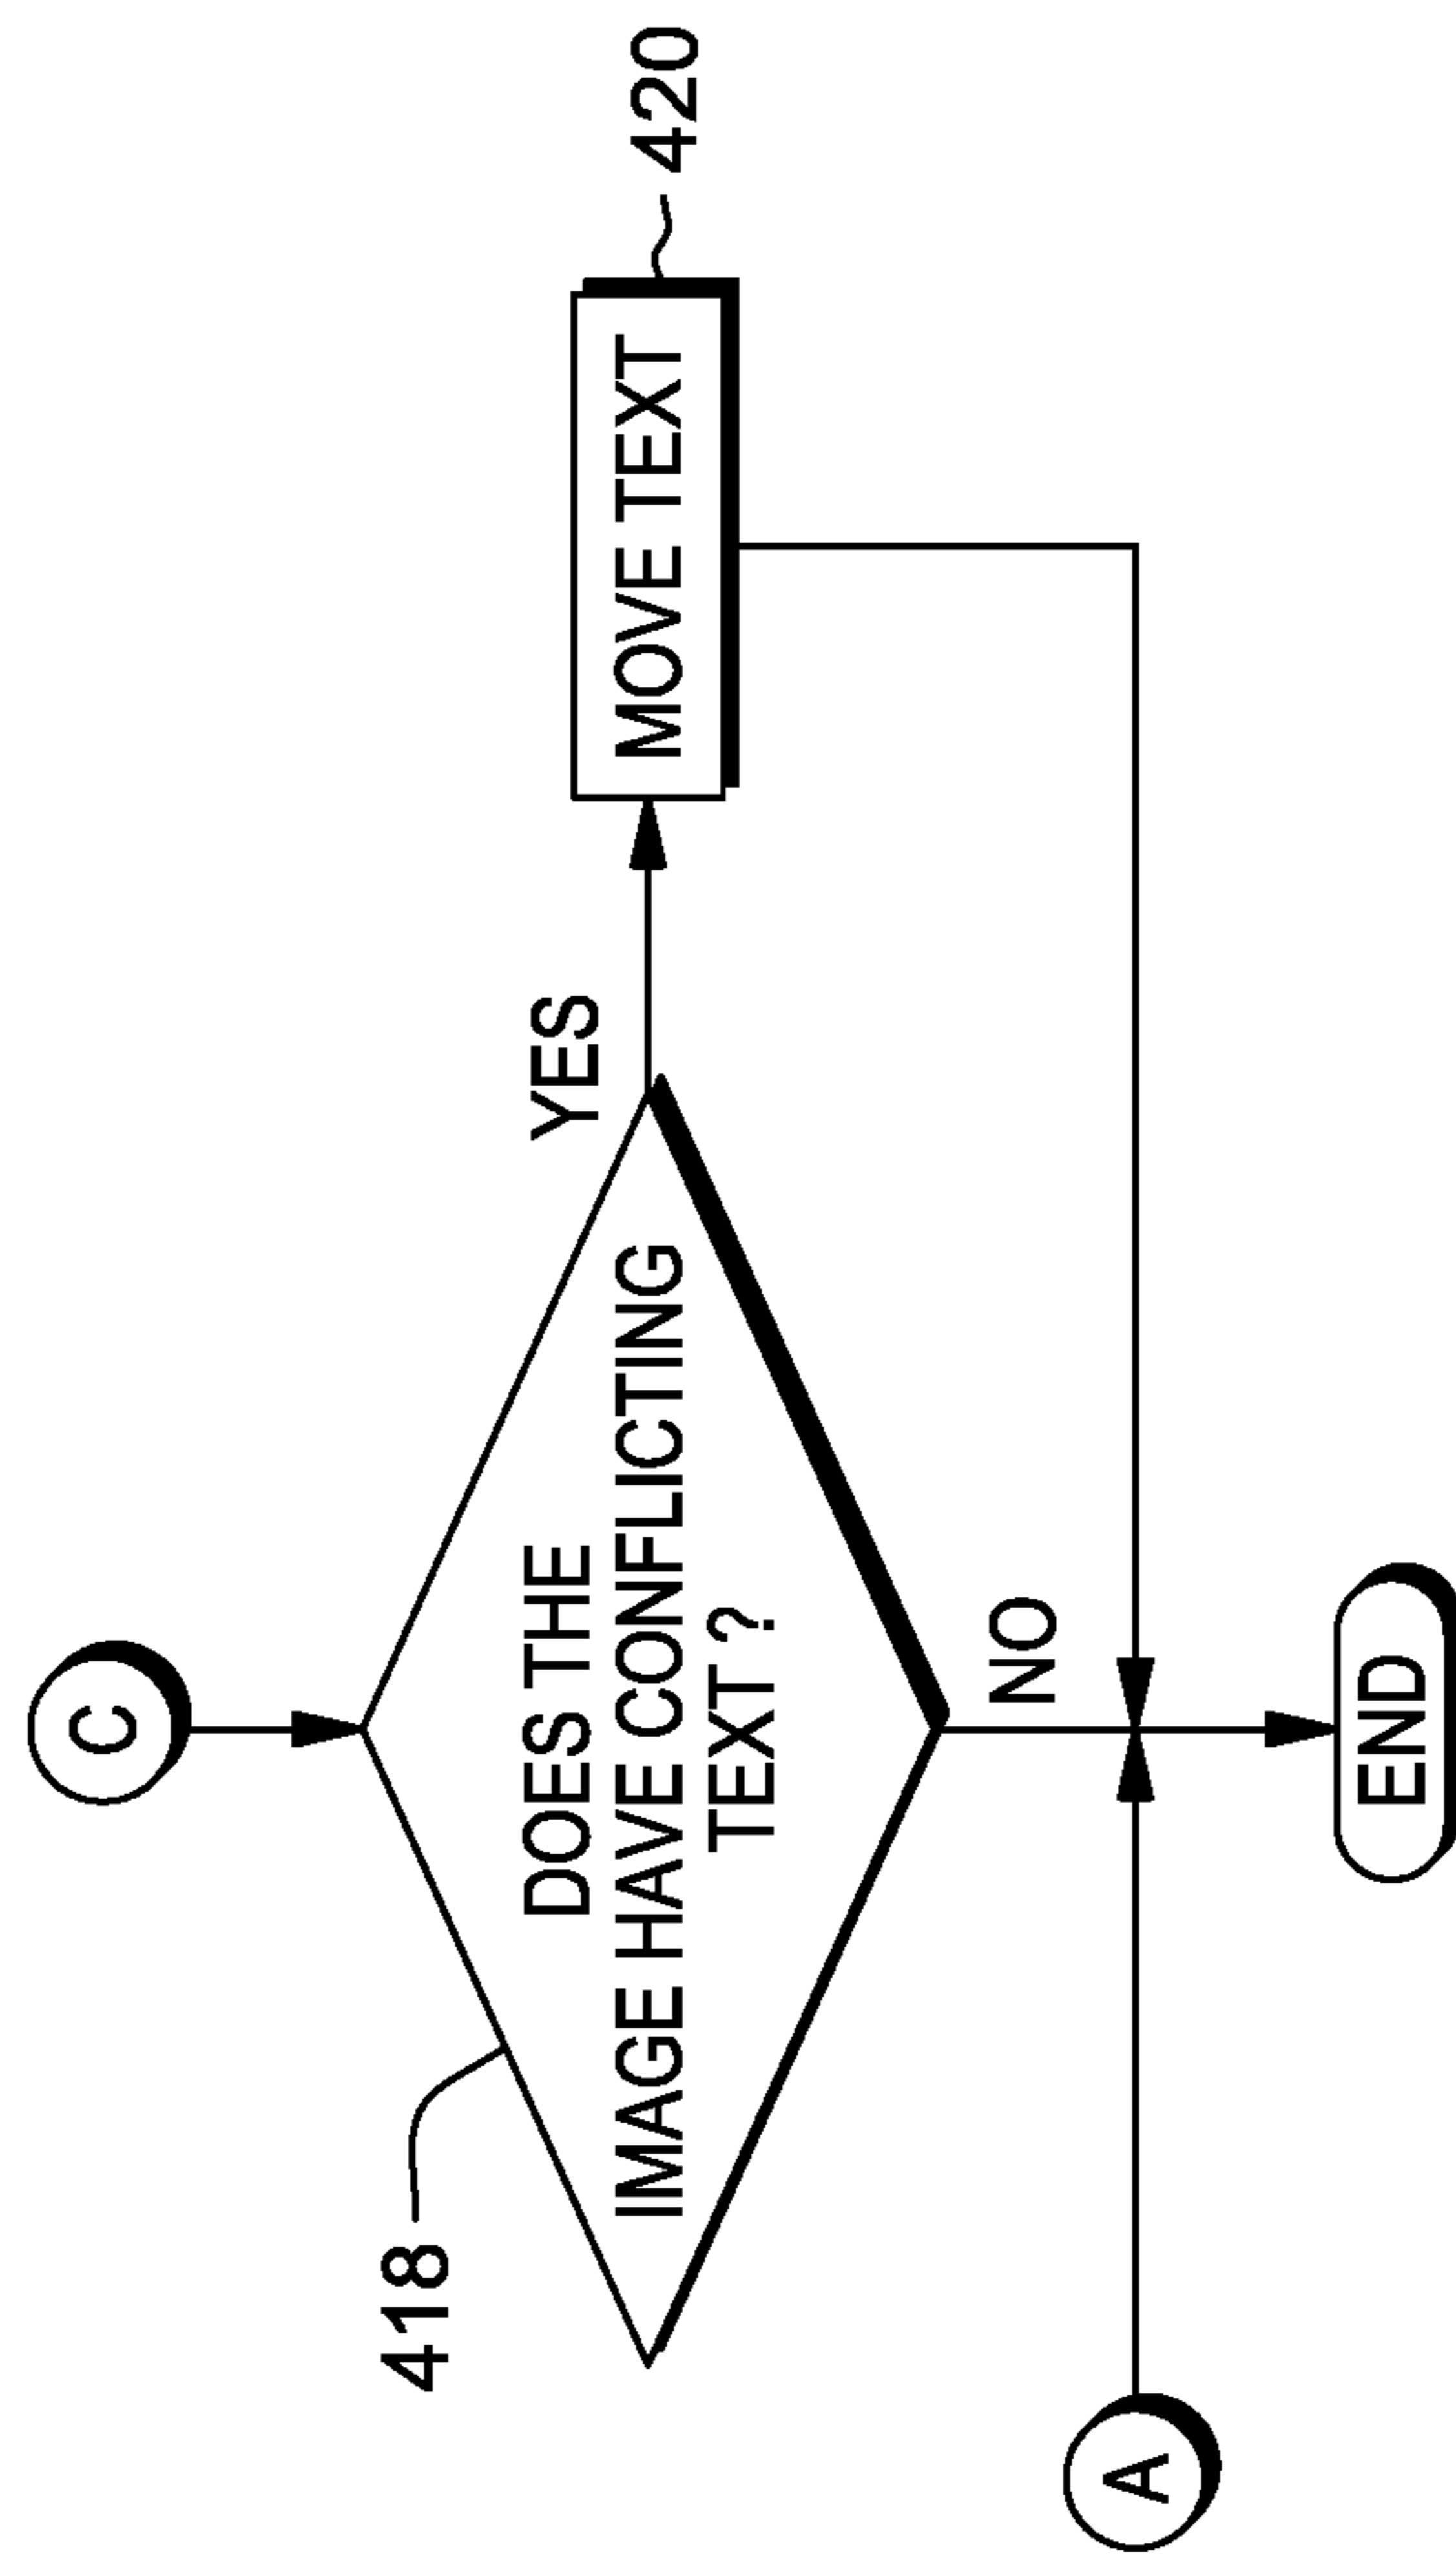 C
418
DOES THE
IMAGE HAVE CONFLICTING
TEXT ?
YES
MOVE TEXT
420
NO
A
END